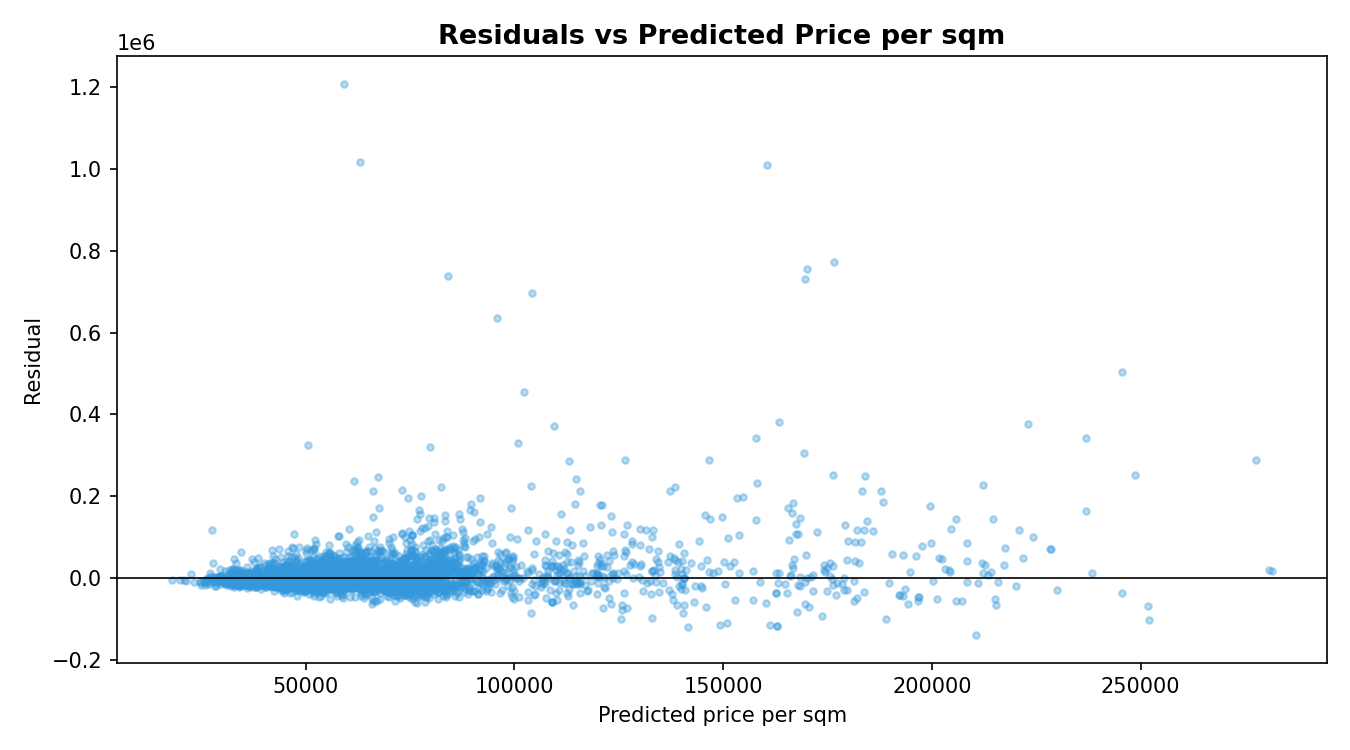 Residuals vs Predicted Price per sqm
1e6
1.2
1.0
0.8
0.6
0.4
0.2
0.0
−0.2
Residual
50000 100000 150000 200000 250000
Predicted price per sqm